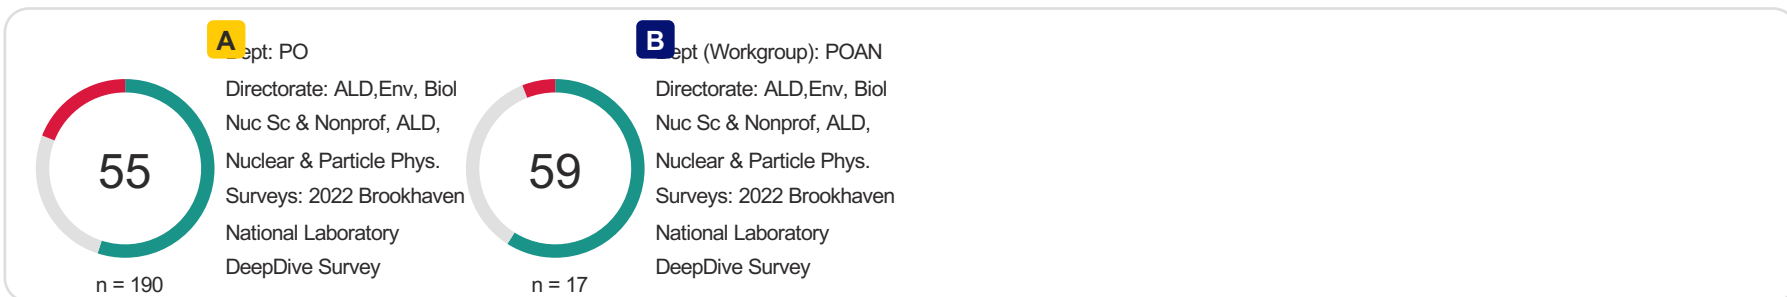 A
ept: PO
Directorate: ALD,Env, Biol
Nuc Sc & Nonprof, ALD,
Nuclear & Particle Phys.
Surveys: 2022 Brookhaven
National Laboratory
DeepDive Survey
55
n = 190
B
ept (Workgroup): POAN
Directorate: ALD,Env, Biol
Nuc Sc & Nonprof, ALD,
Nuclear & Particle Phys.
Surveys: 2022 Brookhaven
National Laboratory
DeepDive Survey
59
n = 17